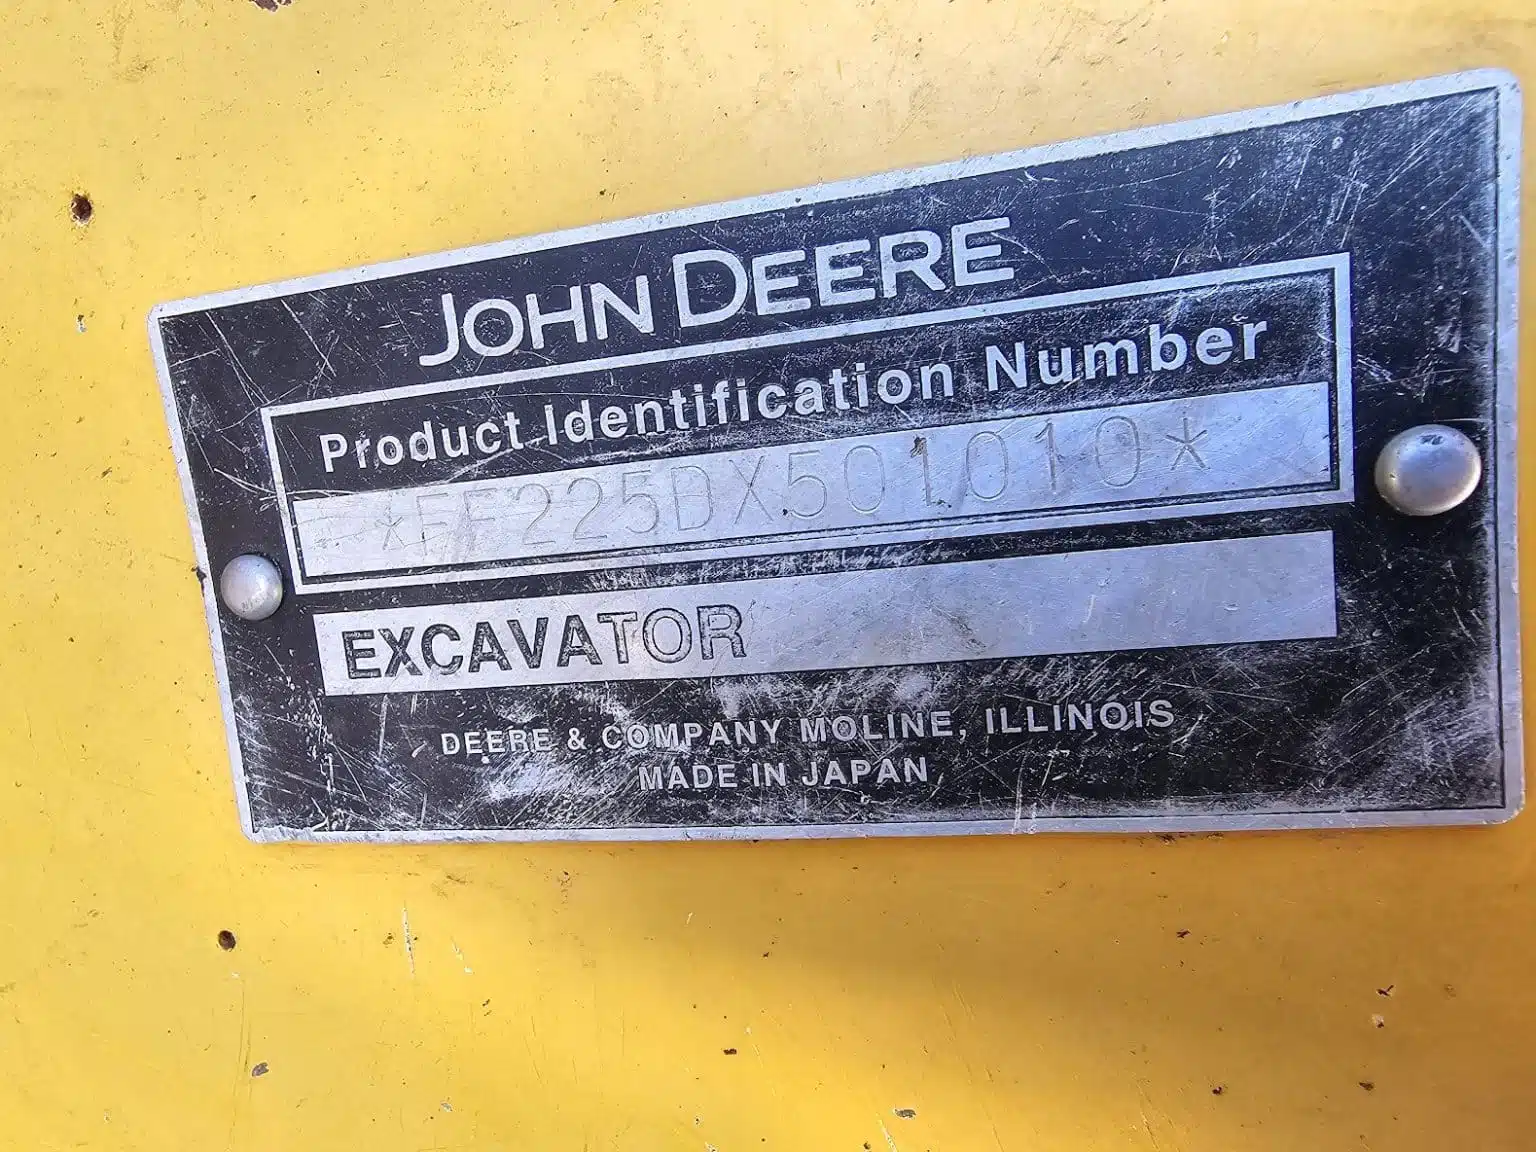 JOHN DEERE
Product Identification Number
*FF225DX501010*
EXCAVATOR
DEERE & COMPANY MOLINE, ILLINOIS
MADE IN JAPAN